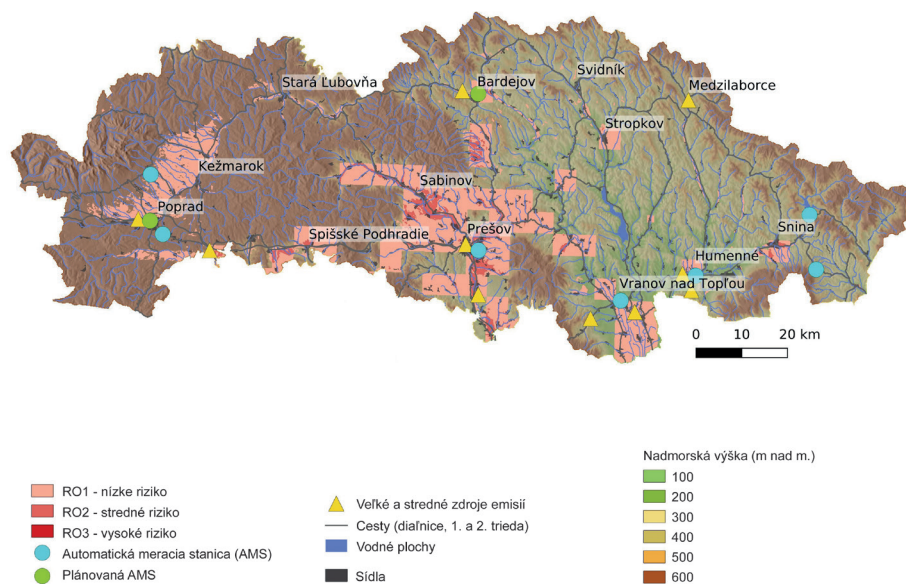 Svidník
Stará Ľubovňa
Bardejov
Medzilaborce
Stropkov
Kežmarok
Sabinov
Poprad
Spišské Podhradie
Prešov
Snina
Humenné
Vranov nad Topľou
0 10 20 km
RO1 - nízke riziko
RO2 - stredné riziko
RO3 - vysoké riziko
Automatická meracia stanica (AMS)
Plánovaná AMS
Veľké a stredné zdroje emisií
Cesty (diaľnice, 1. a 2. trieda)
Vodné plochy
Sídla
Nadmorská výška (m nad m.)
100
200
300
400
500
600